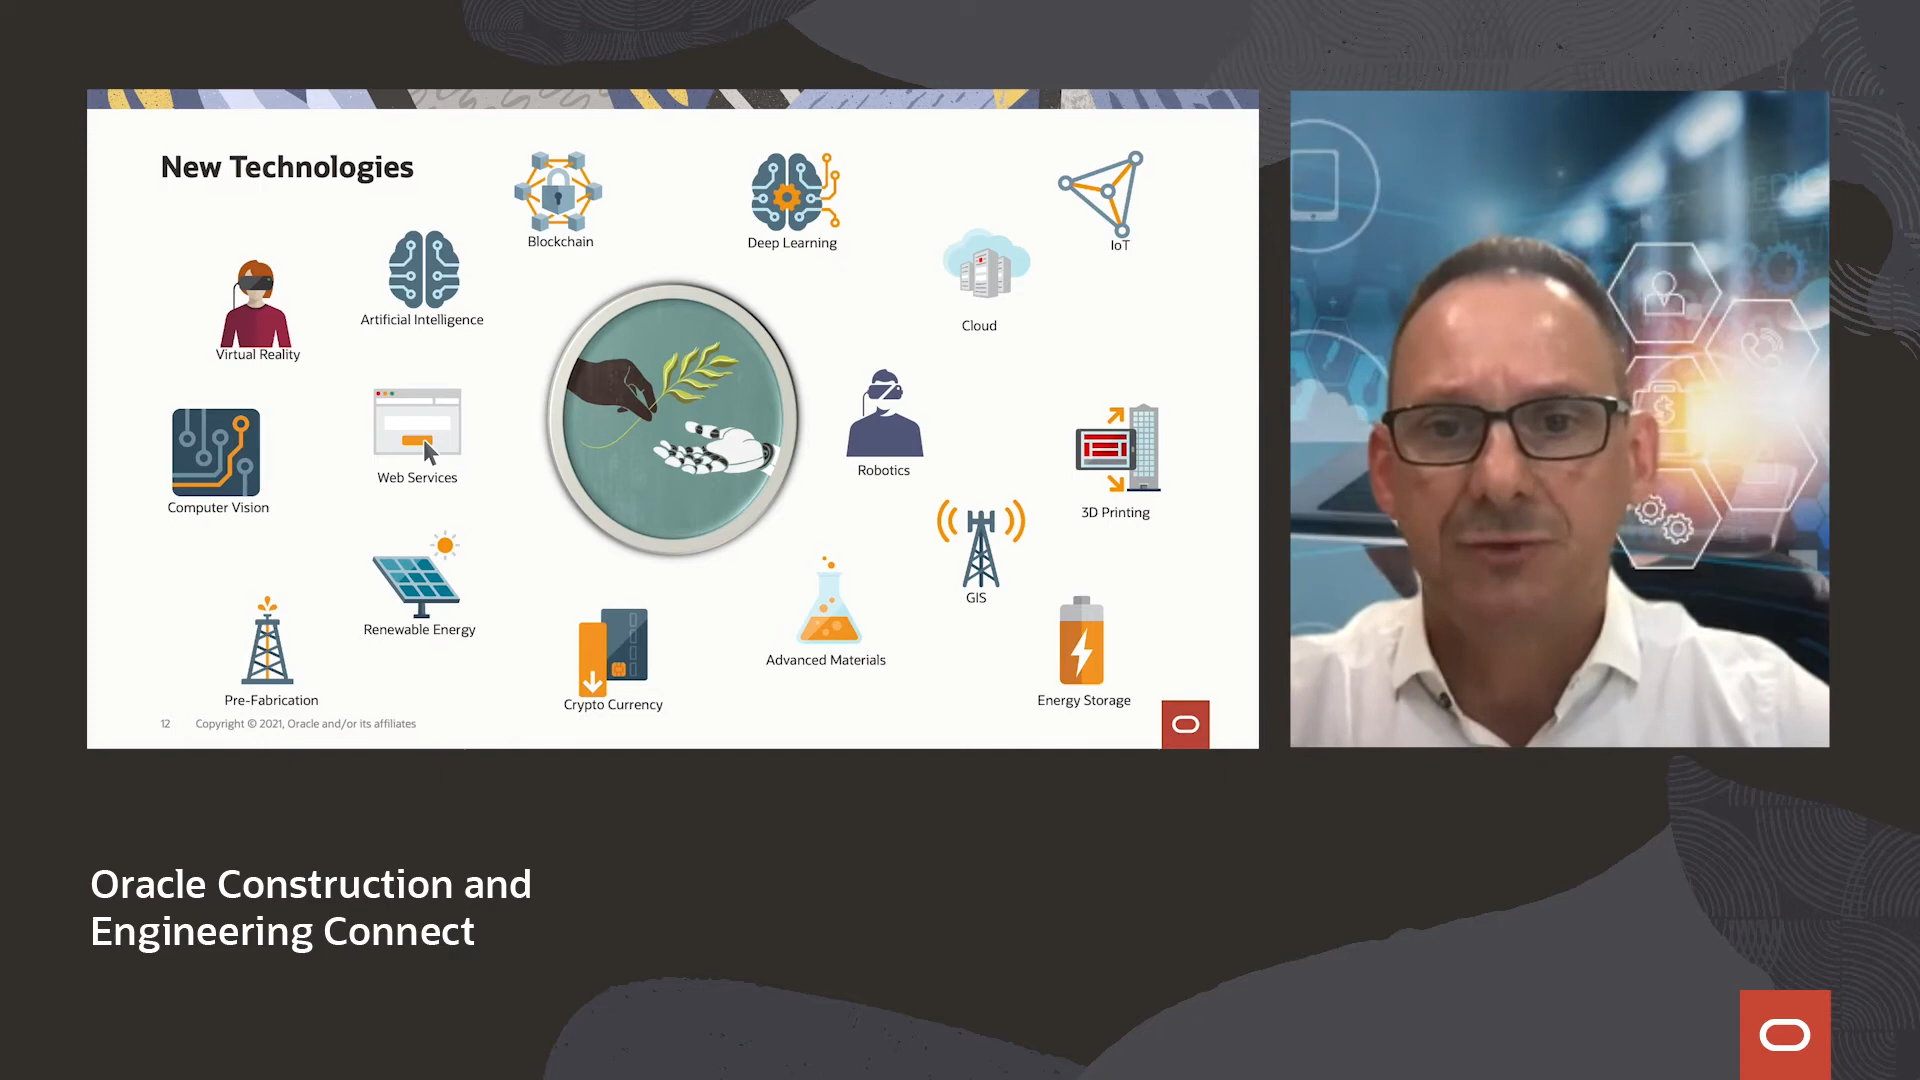 New Technologies
Blockchain
Deep Learning
IoT
Artificial Intelligence
Cloud
Virtual Reality
Robotics
Web Services
Computer Vision
3D Printing
GIS
Renewable Energy
Advanced Materials
Pre-Fabrication
Crypto Currency
Energy Storage
12 Copyright © 2021, Oracle and/or its affiliates
Oracle Construction and
Engineering Connect